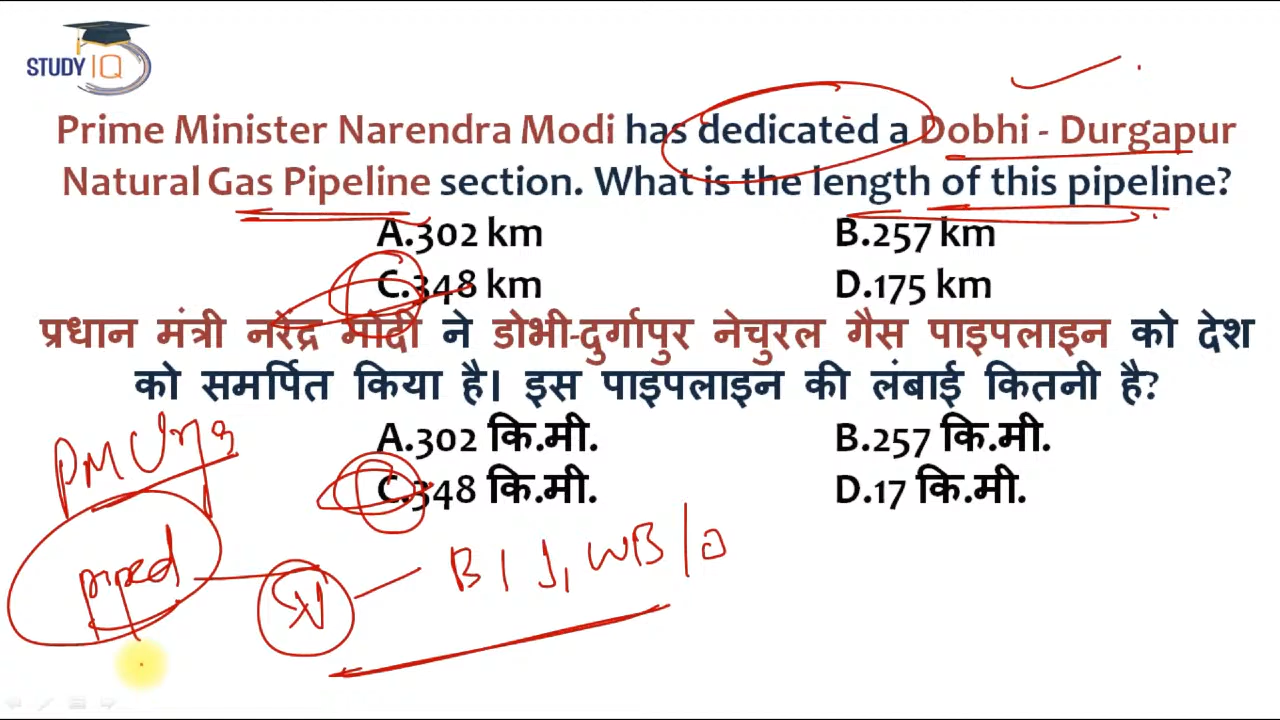 STUDY IQ
Prime Minister Narendra Modi has dedicated a Dobhi - Durgapur
Natural Gas Pipeline section. What is the length of this pipeline?
A.302 km B.257 km
C.348 km D.175 km
प्रधान मंत्री नरेंद्र मोदी ने डोभी-दुर्गापुर नेचुरल गैस पाइपलाइन को देश
को समर्पित किया है। इस पाइपलाइन की लंबाई कितनी है?
A.302 कि.मी. B.257 कि.मी.
C.348 कि.मी. D.17 कि.मी.
PM
piped
B | J, WB |